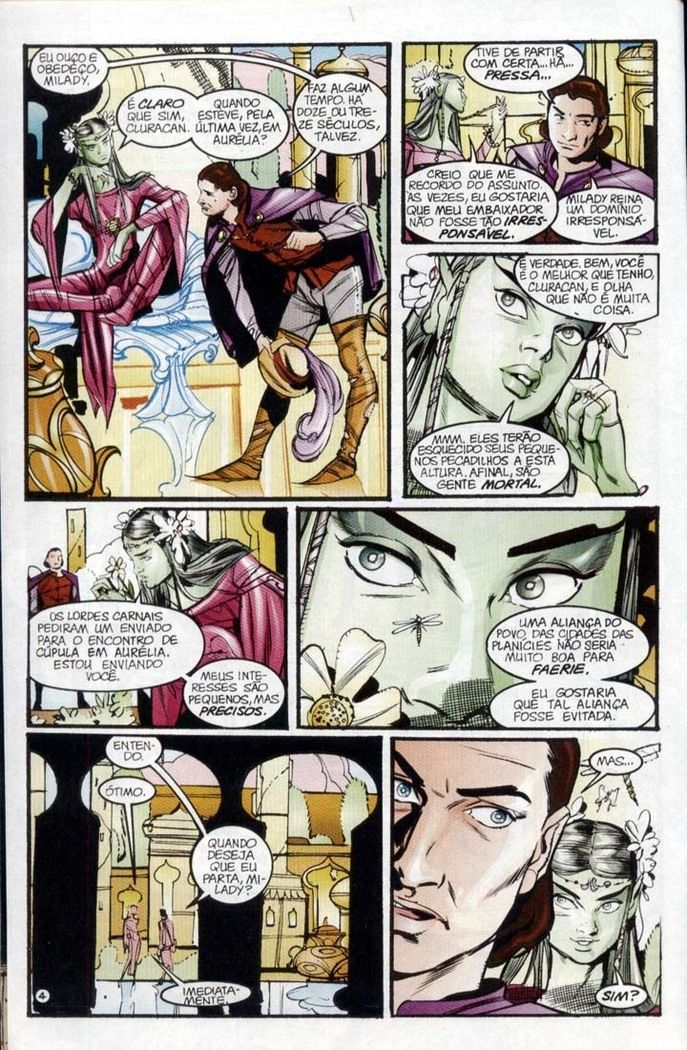 EU OUÇO E
OBEDEÇO,
MILADY.
É CLARO
QUE SIM,
CLURACAN.
QUANDO
ESTEVE, PELA
ÚLTIMA VEZ, EM
AURÉLIA?
FAZ ALGUM
TEMPO. HÁ
DOZE OU TRE-
ZE SÉCULOS,
TALVEZ.
TIVE DE PARTIR
COM CERTA... HÃ...
PRESSA...
CREIO QUE ME
RECORDO DO ASSUNTO.
ÀS VEZES, EU GOSTARIA
QUE MEU EMBAIXADOR
NÃO FOSSE TÃO IRRES-
PONSÁVEL.
MILADY REINA
UM DOMÍNIO
IRRESPONSÁ-
VEL.
É VERDADE. BEM, VOCÊ
É O MELHOR QUE TENHO,
CLURACAN, E OLHA
QUE NÃO É MUITA
COISA.
MMM. ELES TERÃO
ESQUECIDO SEUS PEQUE-
NOS PECADILHOS A ESTA
ALTURA. AFINAL, SÃO
GENTE MORTAL.
OS LORDES CARNAIS
PEDIRAM UM ENVIADO
PARA O ENCONTRO DE
CÚPULA EM AURÉLIA.
ESTOU ENVIANDO
VOCÊ.
MEUS INTE-
RESSES SÃO
PEQUENOS, MAS
PRECISOS.
UMA ALIANÇA DO
POVO DAS CIDADES DAS
PLANÍCIES NÃO SERIA
MUITO BOA PARA
FAERIE.
EU GOSTARIA
QUE TAL ALIANÇA
FOSSE EVITADA.
ENTEN-
DO.
ÓTIMO.
QUANDO
DESEJA
QUE EU
PARTA, MI-
LADY?
IMEDIATA-
MENTE.
MAS...
SIM?
4